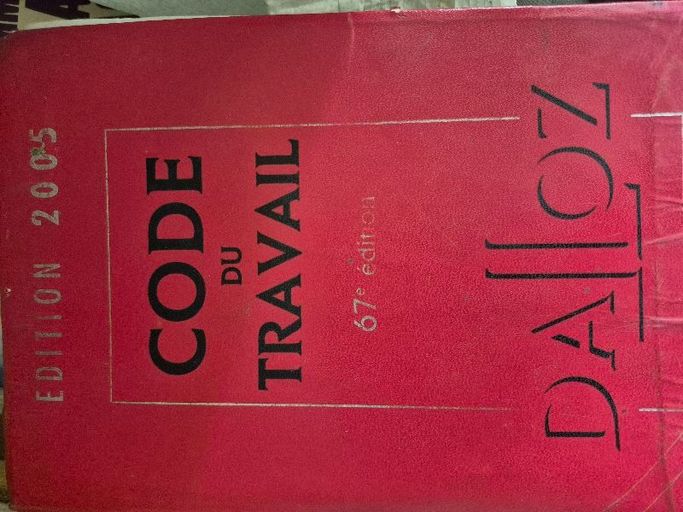 EDITION 2005
CODE
DU
TRAVAIL
67e édition
DALLOZ